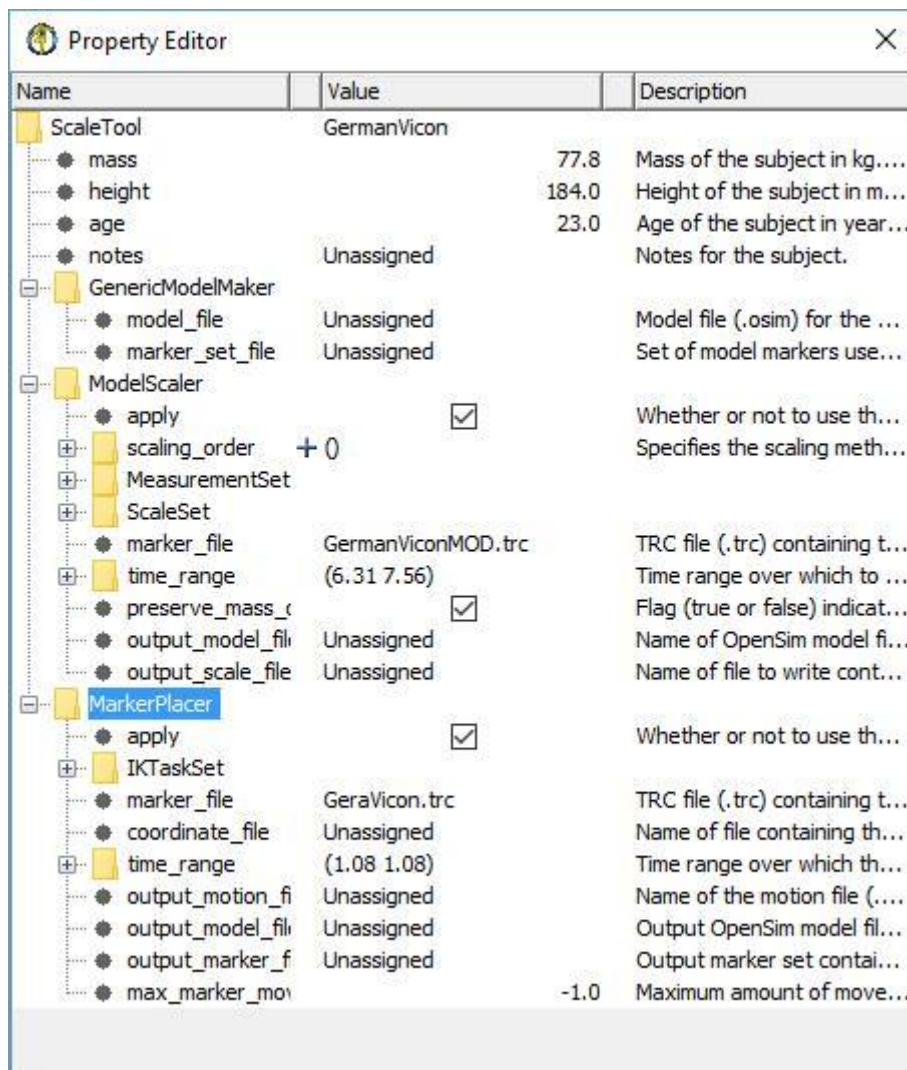 Property Editor
Name Value Description
ScaleTool GermanVicon
mass 77.8 Mass of the subject in kg....
height 184.0 Height of the subject in m...
age 23.0 Age of the subject in year...
notes Unassigned Notes for the subject.
GenericModelMaker
model_file Unassigned Model file (.osim) for the ...
marker_set_file Unassigned Set of model markers use...
ModelScaler
apply Whether or not to use th...
scaling_order () Specifies the scaling meth...
MeasurementSet
ScaleSet
marker_file GermanViconMOD.trc TRC file (.trc) containing t...
time_range (6.31 7.56) Time range over which to ...
preserve_mass_d Flag (true or false) indicat...
output_model_fil Unassigned Name of OpenSim model fi...
output_scale_file Unassigned Name of file to write cont...
MarkerPlacer
apply Whether or not to use th...
IKTaskSet
marker_file GeraVicon.trc TRC file (.trc) containing t...
coordinate_file Unassigned Name of file containing th...
time_range (1.08 1.08) Time range over which th...
output_motion_fi Unassigned Name of the motion file (....
output_model_fil Unassigned Output OpenSim model fil...
output_marker_f Unassigned Output marker set contai...
max_marker_mov -1.0 Maximum amount of move...